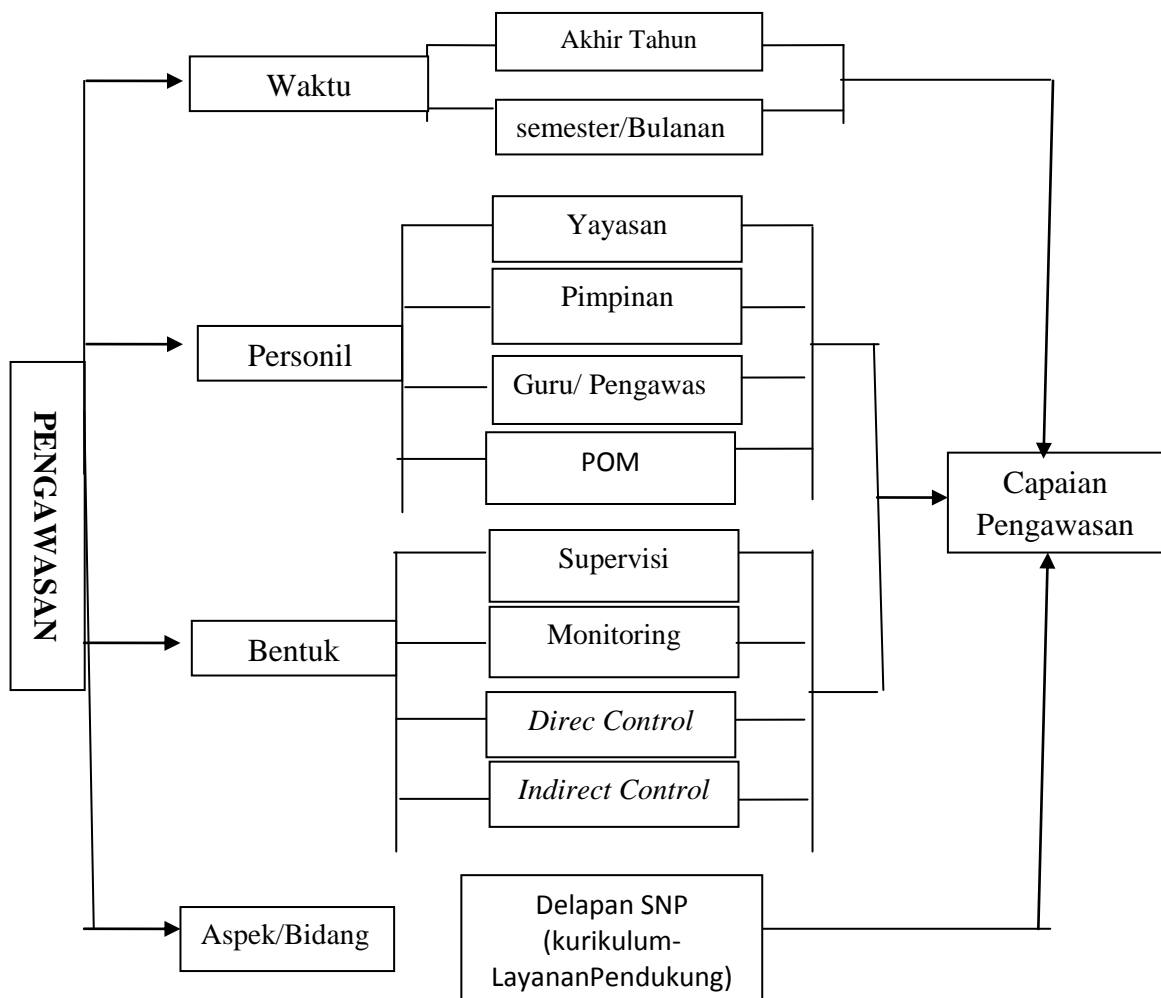 PENGAWASAN
Waktu
Akhir Tahun
semester/Bulanan
Personil
Yayasan
Pimpinan
Guru/ Pengawas
POM
Bentuk
Supervisi
Monitoring
Direc Control
Indirect Control
Aspek/Bidang
Delapan SNP
(kurikulum-
LayananPendukung)
Capaian
Pengawasan